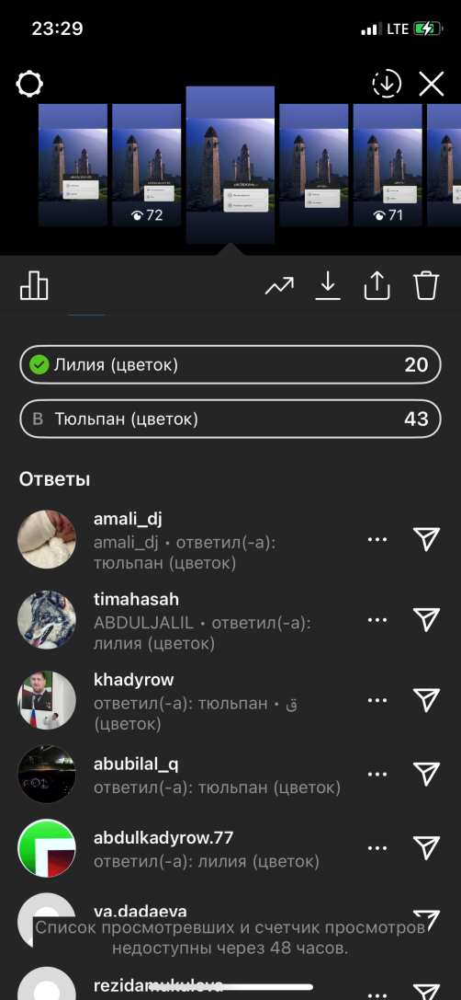 23:29
LTE
72
71
Лилия (цветок)
20
B
Тюльпан (цветок)
43
Ответы
amali_dj
amali_dj • ответил(-а):
тюльпан (цветок)
timahasah
ABDULJALIL • ответил(-а):
лилия (цветок)
khadyrow
ответил(-а): тюльпан • ق
(цветок)
abubilal_q
ответил(-а): тюльпан (цветок)
abdulkadyrow.77
ответил(-а): лилия (цветок)
ya.dadaeva
Список просмотревших и счетчик просмотров
недоступны через 48 часов.
rezidamukulova